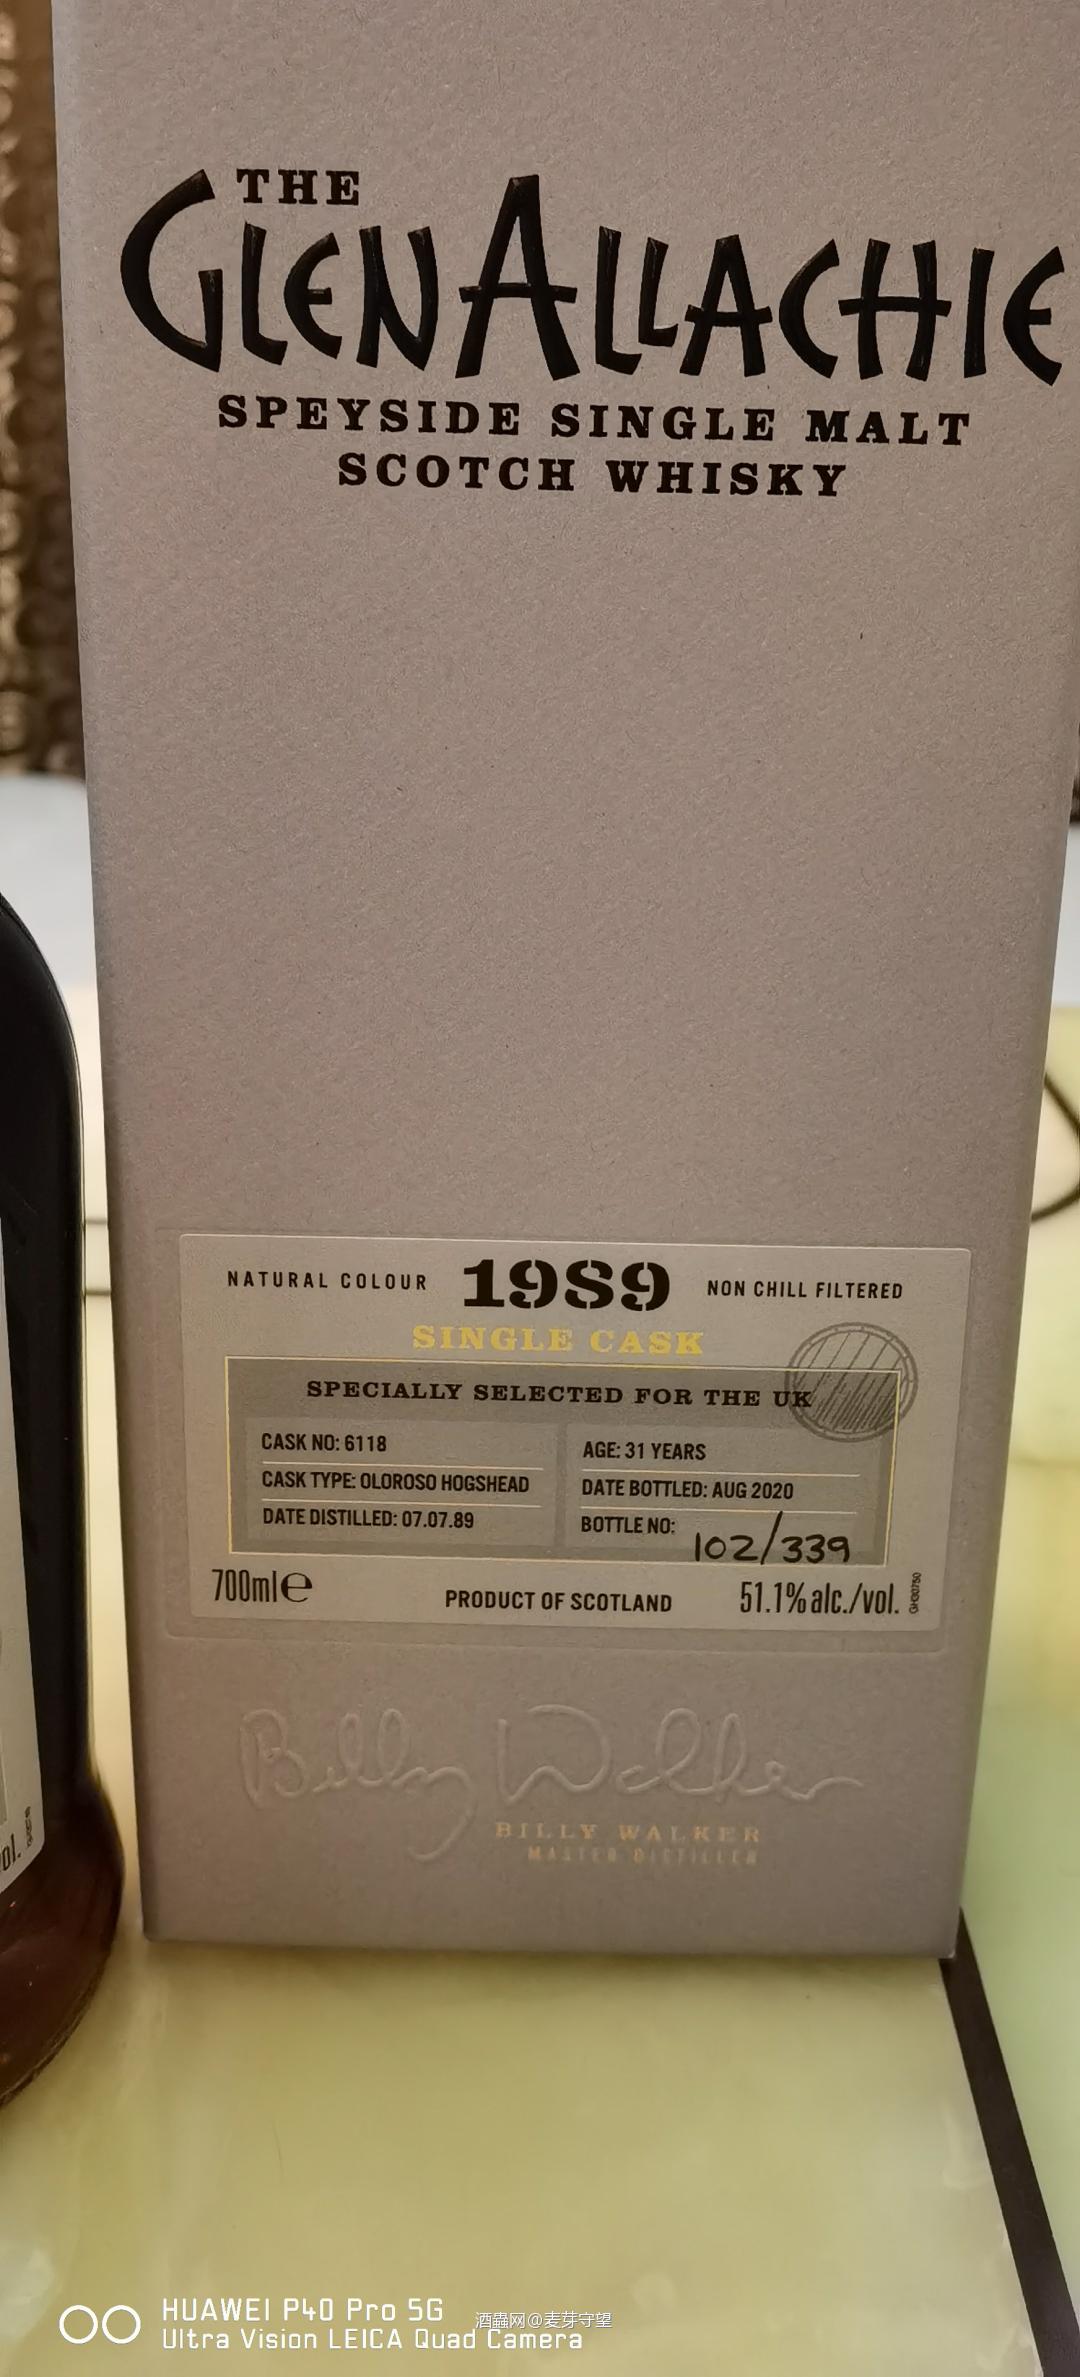 THE
GLENALLACHIE
SPEYSIDE SINGLE MALT
SCOTCH WHISKY
NATURAL COLOUR 1989 NON CHILL FILTERED
SINGLE CASK
SPECIALLY SELECTED FOR THE UK
CASK NO: 6118
CASK TYPE: OLOROSO HOGSHEAD
DATE DISTILLED: 07.07.89
AGE: 31 YEARS
DATE BOTTLED: AUG 2020
BOTTLE NO: 102/339
700ml℮ PRODUCT OF SCOTLAND 51.1% alc./vol.
Billy Walker
BILLY WALKER
MASTER DISTILLER
HUAWEI P40 Pro 5G
Ultra Vision LEICA Quad Camera
酒蟲网@麦芽守望